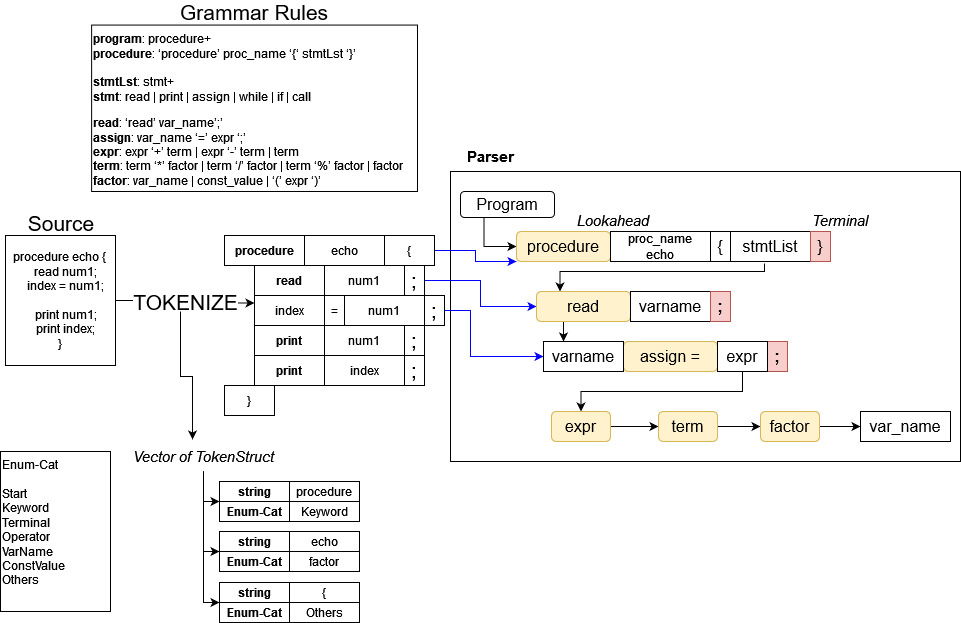 Grammar Rules
program: procedure+
procedure: ‘procedure’ proc_name ‘{‘ stmtLst ‘}’
stmtLst: stmt+
stmt: read | print | assign | while | if | call
read: ‘read’ var_name’;’
assign: var_name ‘=’ expr ‘;’
expr: expr ‘+’ term | expr ‘-’ term | term
term: term ‘*’ factor | term ‘/’ factor | term ‘%’ factor | factor
factor: var_name | const_value | ‘(’ expr ‘)’
Source
procedure echo {
read num1;
index = num1;
print num1;
print index;
}
TOKENIZE
procedure echo {
read num1 ;
index = num1 ;
print num1 ;
print index ;
}
Parser
Program
Lookahead
Terminal
procedure
proc_name
echo
{
stmtList
}
read varname ;
varname assign = expr ;
expr term factor var_name
Vector of TokenStruct
string procedure
Enum-Cat Keyword
string echo
Enum-Cat factor
string {
Enum-Cat Others
Enum-Cat
Start
Keyword
Terminal
Operator
VarName
ConstValue
Others